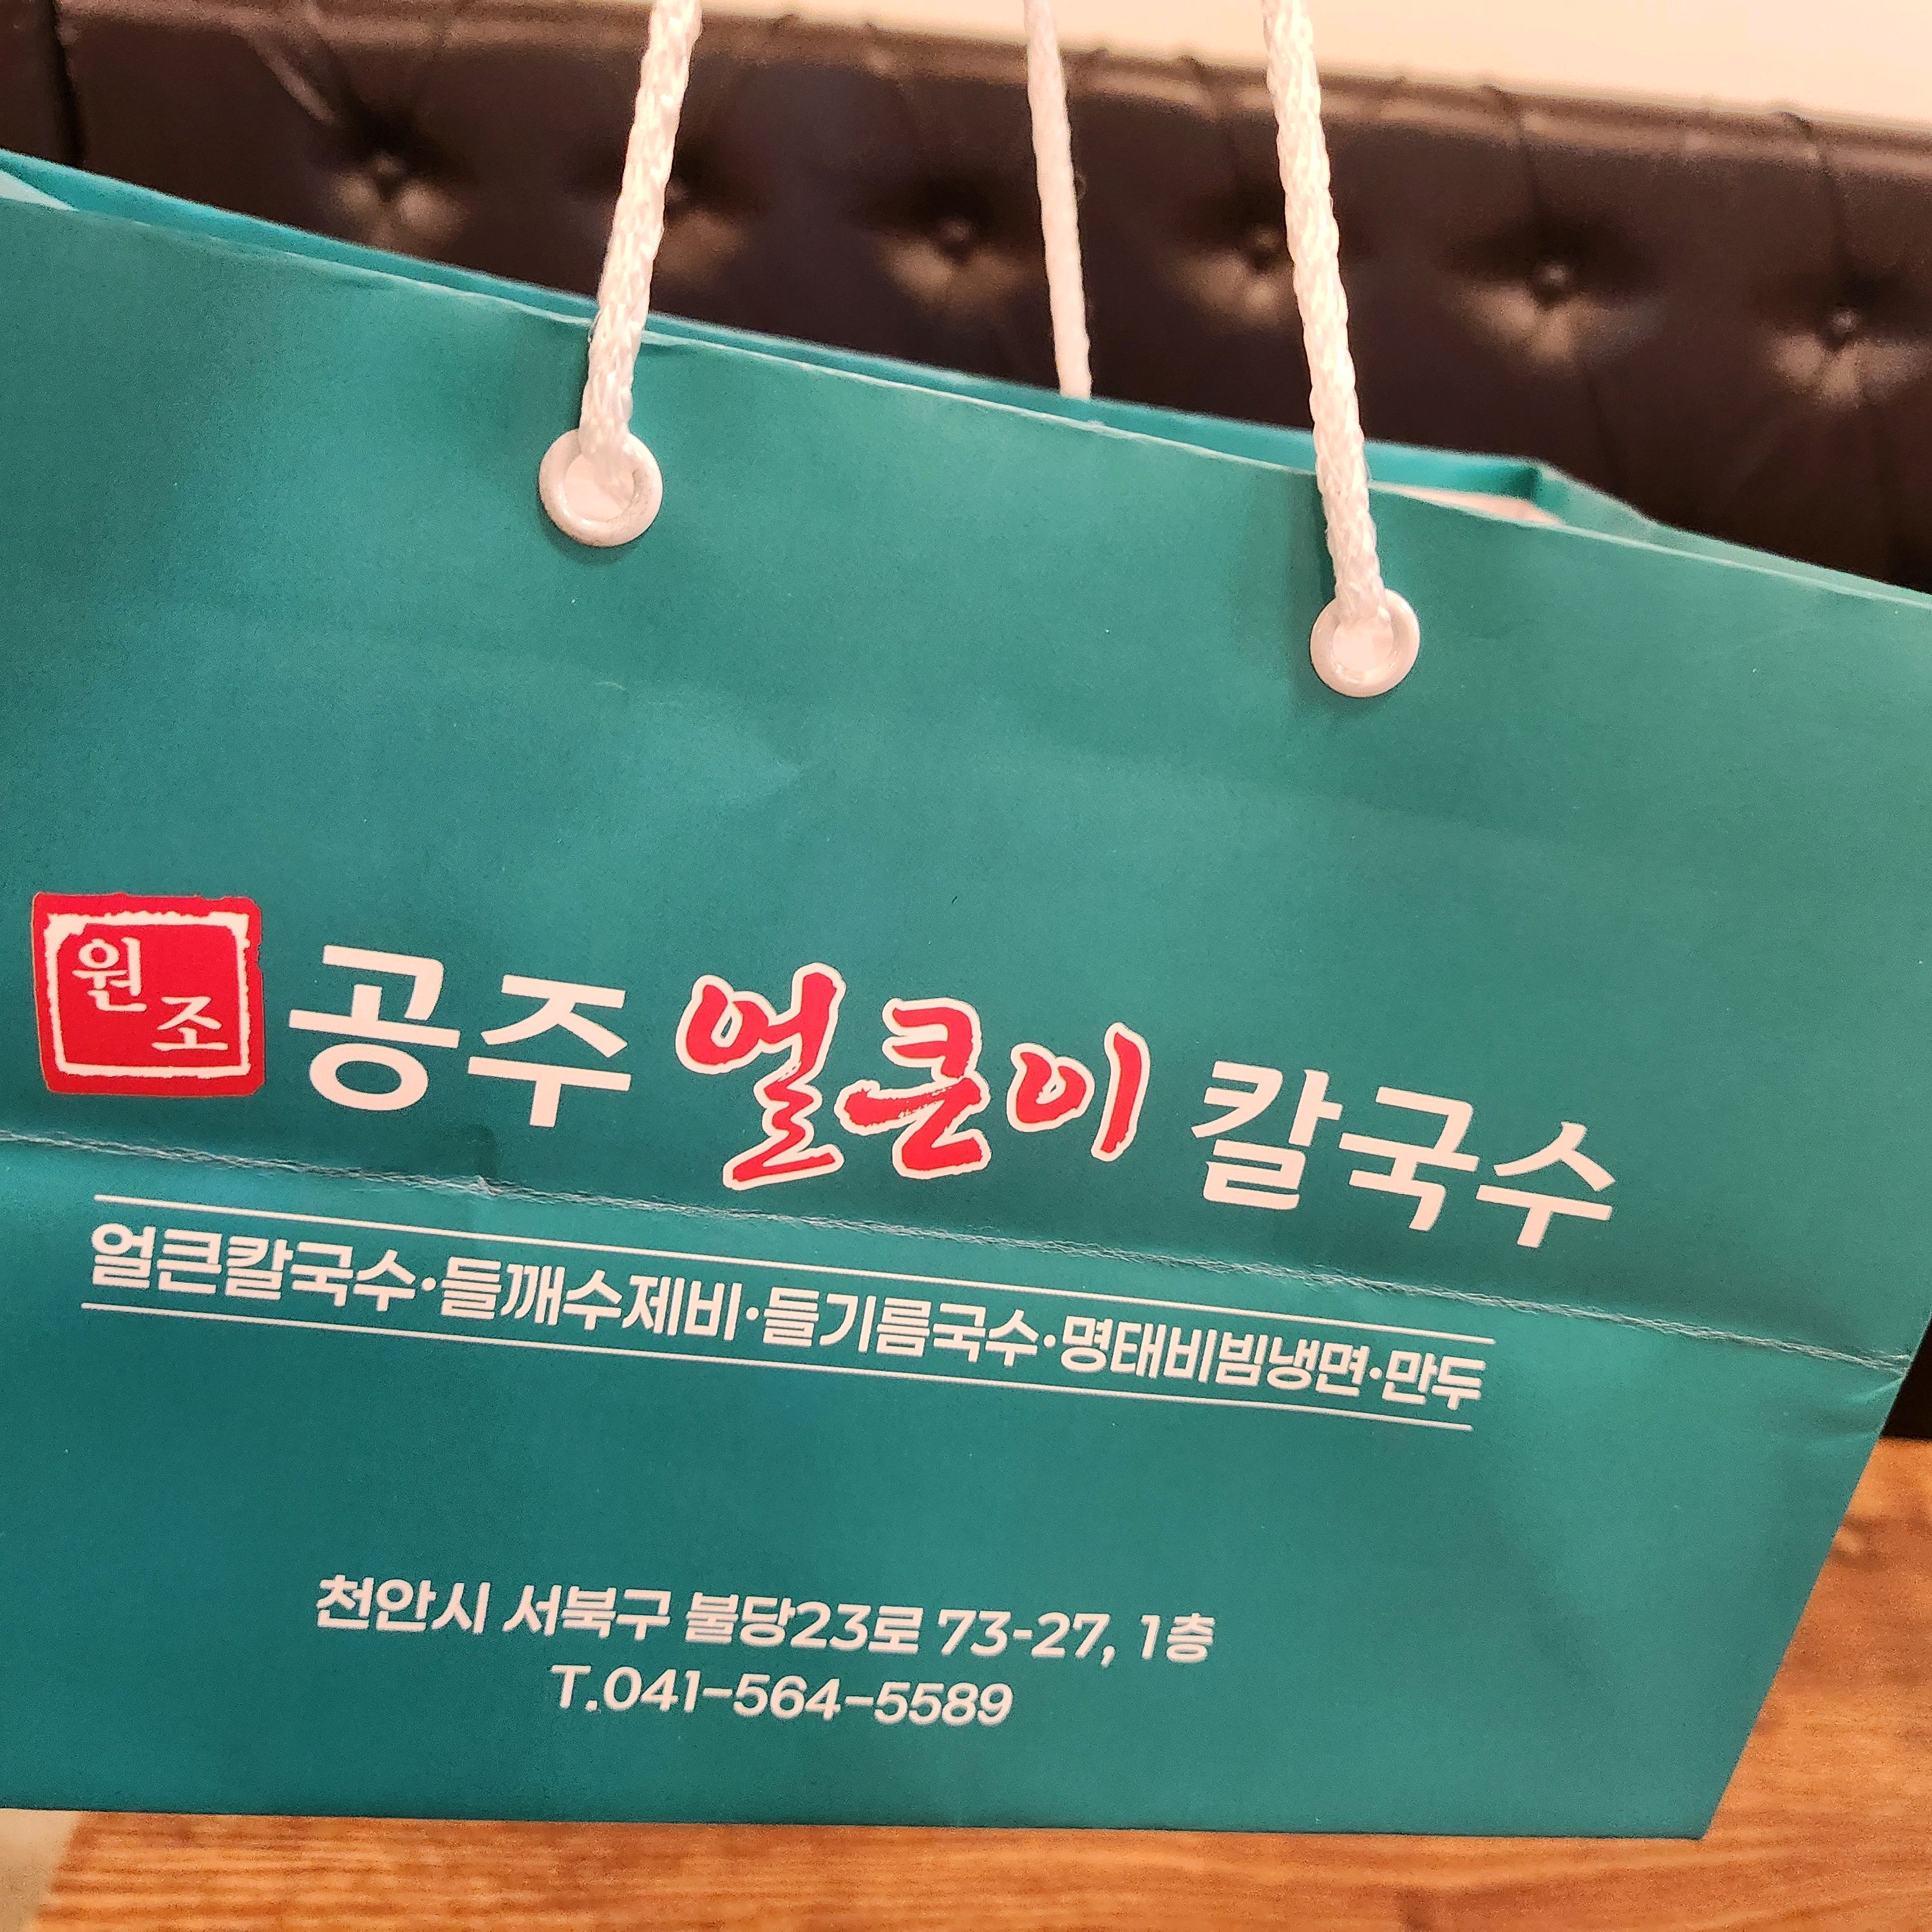 원조 공주 얼큰이 칼국수
얼큰칼국수·들깨수제비·들기름국수·명태비빔냉면·만두
천안시 서북구 불당23로 73-27, 1층
T.041-564-5589